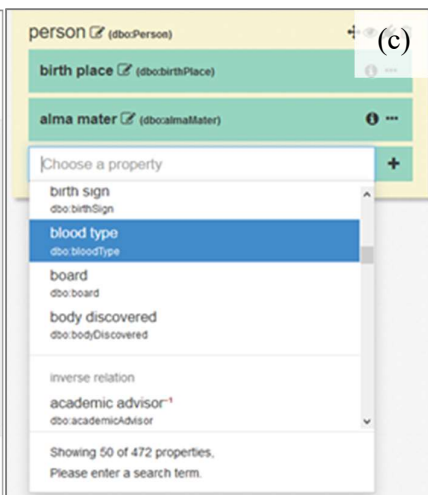 person (dbo:Person)
(c)
birth place (dbo:birthPlace)
alma mater (dbo:almaMater)
Choose a property
birth sign
dbo:birthSign
blood type
dbo:bloodType
board
dbo:board
body discovered
dbo:bodyDiscovered
inverse relation
academic advisor⁻¹
dbo:academicAdvisor
Showing 50 of 472 properties,
Please enter a search term.